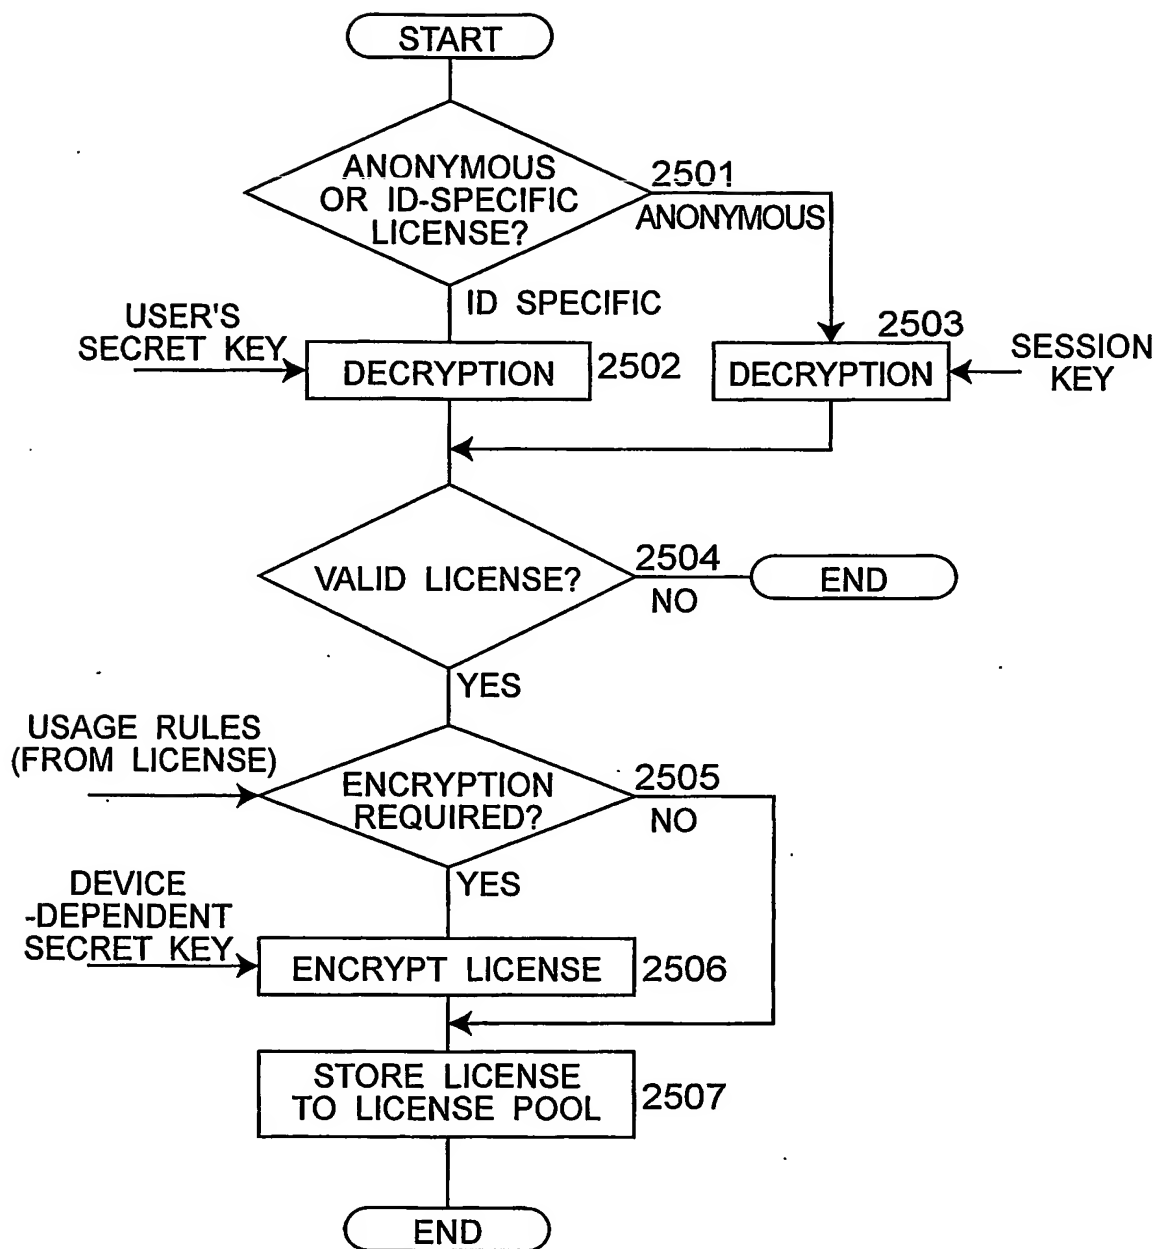 START
ANONYMOUS
OR ID-SPECIFIC
LICENSE?
2501
ANONYMOUS
ID SPECIFIC
USER'S
SECRET KEY
DECRYPTION
2502
2503
DECRYPTION
SESSION
KEY
VALID LICENSE?
2504
NO
END
YES
USAGE RULES
(FROM LICENSE)
ENCRYPTION
REQUIRED?
2505
NO
YES
DEVICE
-DEPENDENT
SECRET KEY
ENCRYPT LICENSE
2506
STORE LICENSE
TO LICENSE POOL
2507
END